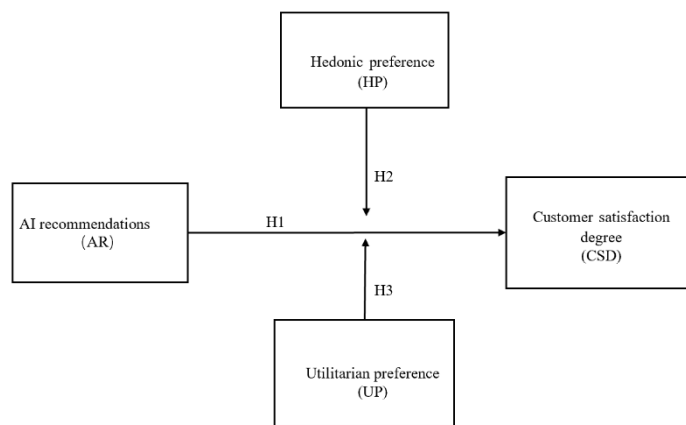 Hedonic preference
(HP)
H2
AI recommendations
（AR）
H1
Customer satisfaction
degree
(CSD)
H3
Utilitarian preference
(UP)